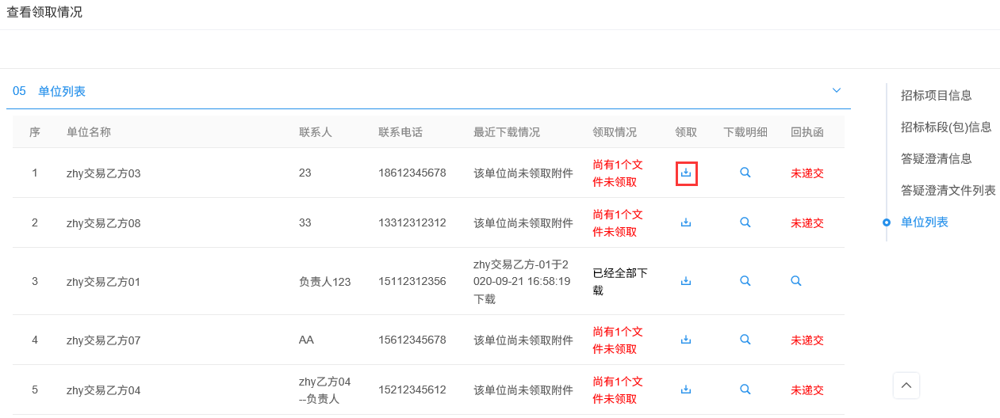 查看领取情况
05 单位列表
序 单位名称 联系人 联系电话 最近下载情况 领取情况 领取 下载明细 回执函
1 zhy交易乙方03 23 18612345678 该单位尚未领取附件 尚有1个文
件未领取 未递交
2 zhy交易乙方08 33 13312312312 该单位尚未领取附件 尚有1个文
件未领取 未递交
3 zhy交易乙方01 负责人123 15112312356 zhy交易乙方-01于2
020-09-21 16:58:19
下载 已经全部下
载
4 zhy交易乙方07 AA 15612345678 该单位尚未领取附件 尚有1个文
件未领取 未递交
5 zhy交易乙方04 zhy乙方04
--负责人 15212345612 该单位尚未领取附件 尚有1个文
件未领取 未递交
招标项目信息
招标标段(包)信息
答疑澄清信息
答疑澄清文件列表
单位列表